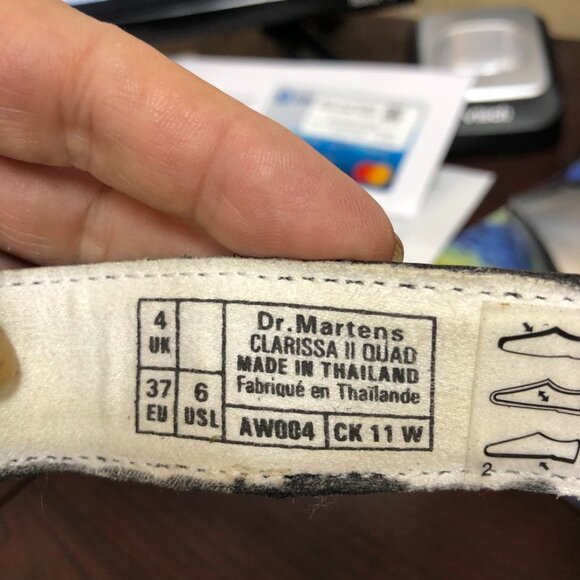 4
UK
37
EU
6
USL
Dr.Martens
CLARISSA II QUAD
MADE IN THAILAND
Fabriqué en Thaïlande
AW004
CK 11 W
2